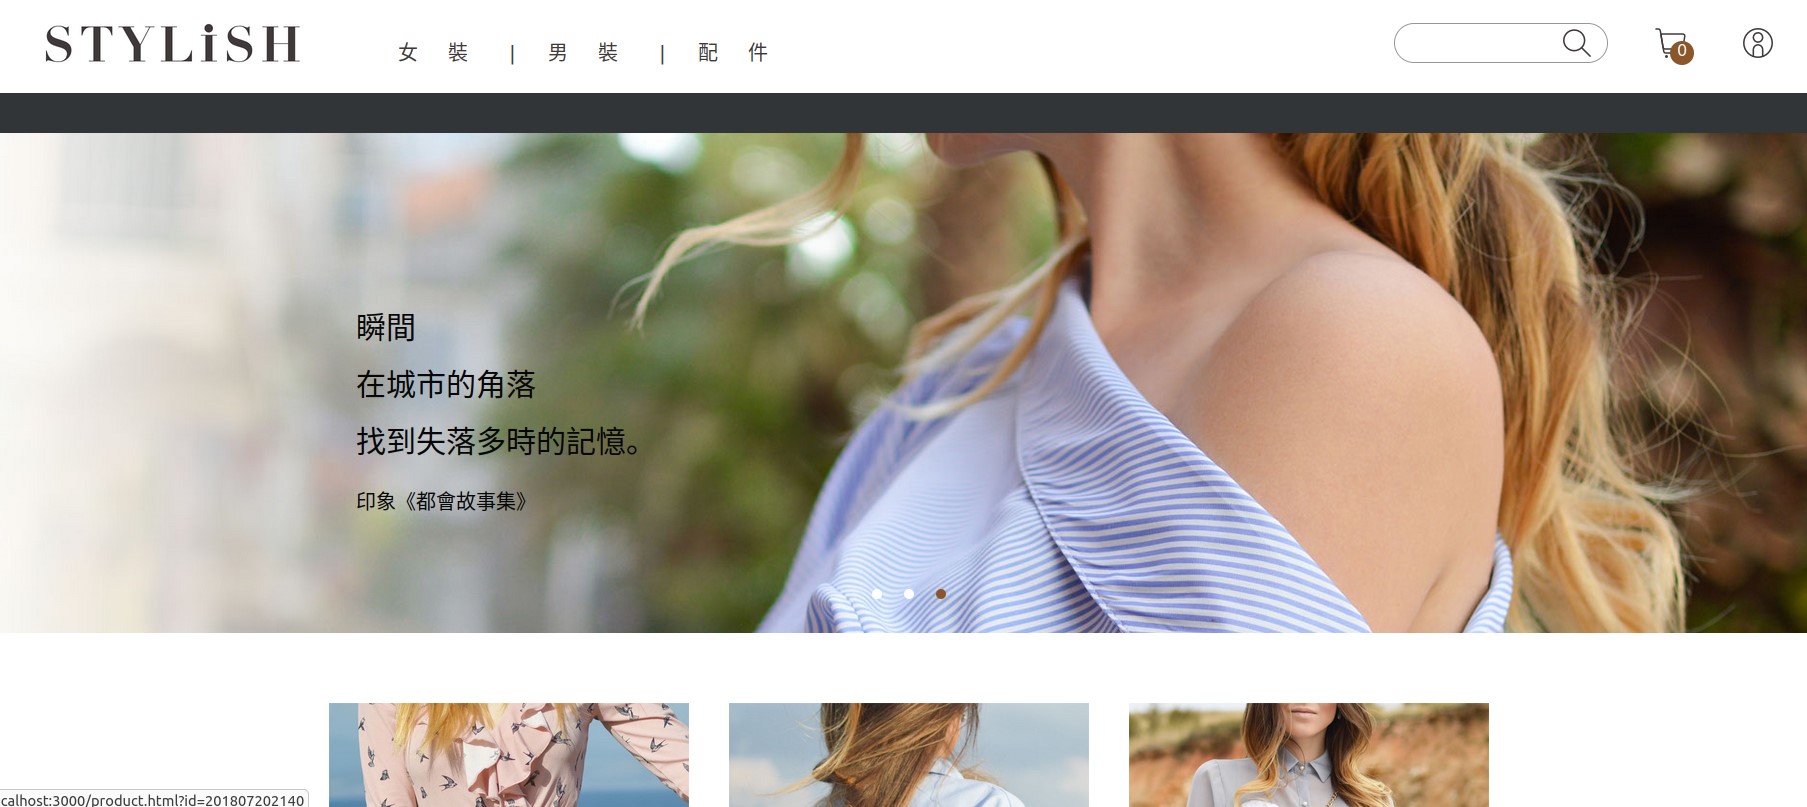 STYLiSH
女裝 | 男裝 | 配件
0
瞬間
在城市的角落
找到失落多時的記憶。
印象《都會故事集》
calhost:3000/product.html?id=201807202140